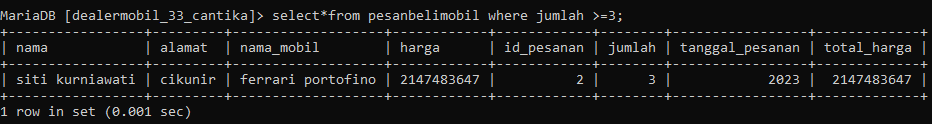 MariaDB [dealermobil_33_cantika]> select*from pesanbelimobil where jumlah >=3;
+-----------------+---------+-------------------+------------+------------+--------+-----------------+-------------+
| nama            | alamat  | nama_mobil        | harga      | id_pesanan | jumlah | tanggal_pesanan | total_harga |
+-----------------+---------+-------------------+------------+------------+--------+-----------------+-------------+
| siti kurniawati | cikunir | ferrari portofino | 2147483647 |          2 |      3 |            2023 |  2147483647 |
+-----------------+---------+-------------------+------------+------------+--------+-----------------+-------------+
1 row in set (0.001 sec)